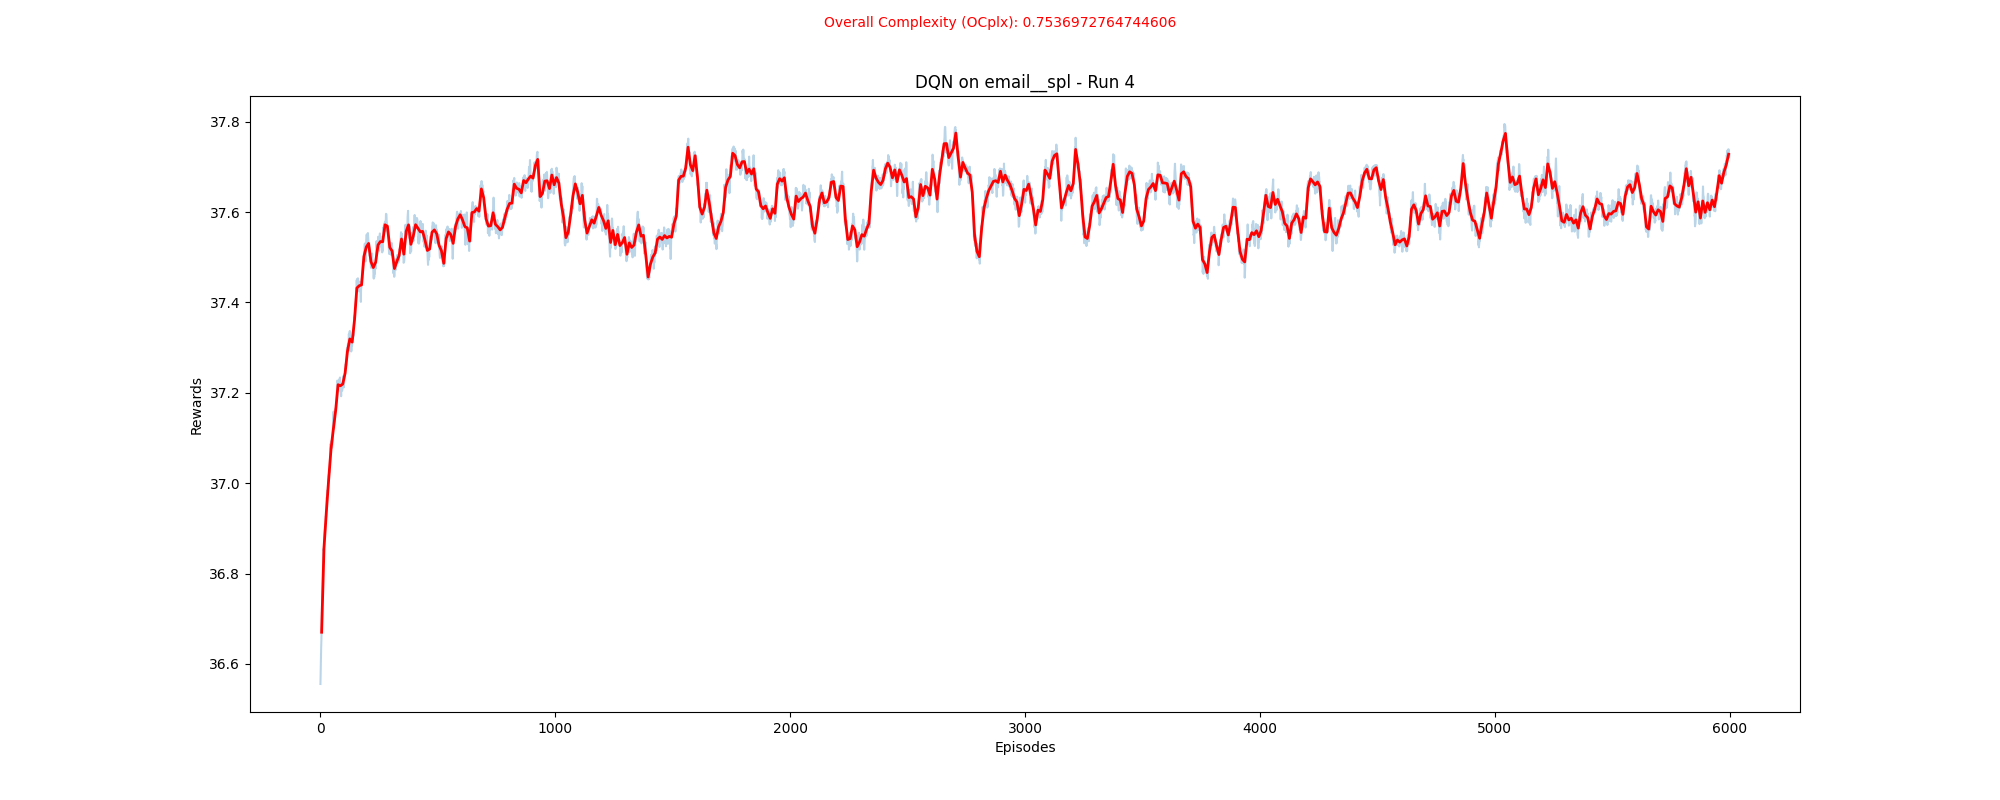 Overall Complexity (OCplx): 0.7536972764744606
DQN on email__spl - Run 4
37.8
37.6
37.4
37.2
37.0
36.8
36.6
Rewards
0 1000 2000 3000 4000 5000 6000
Episodes